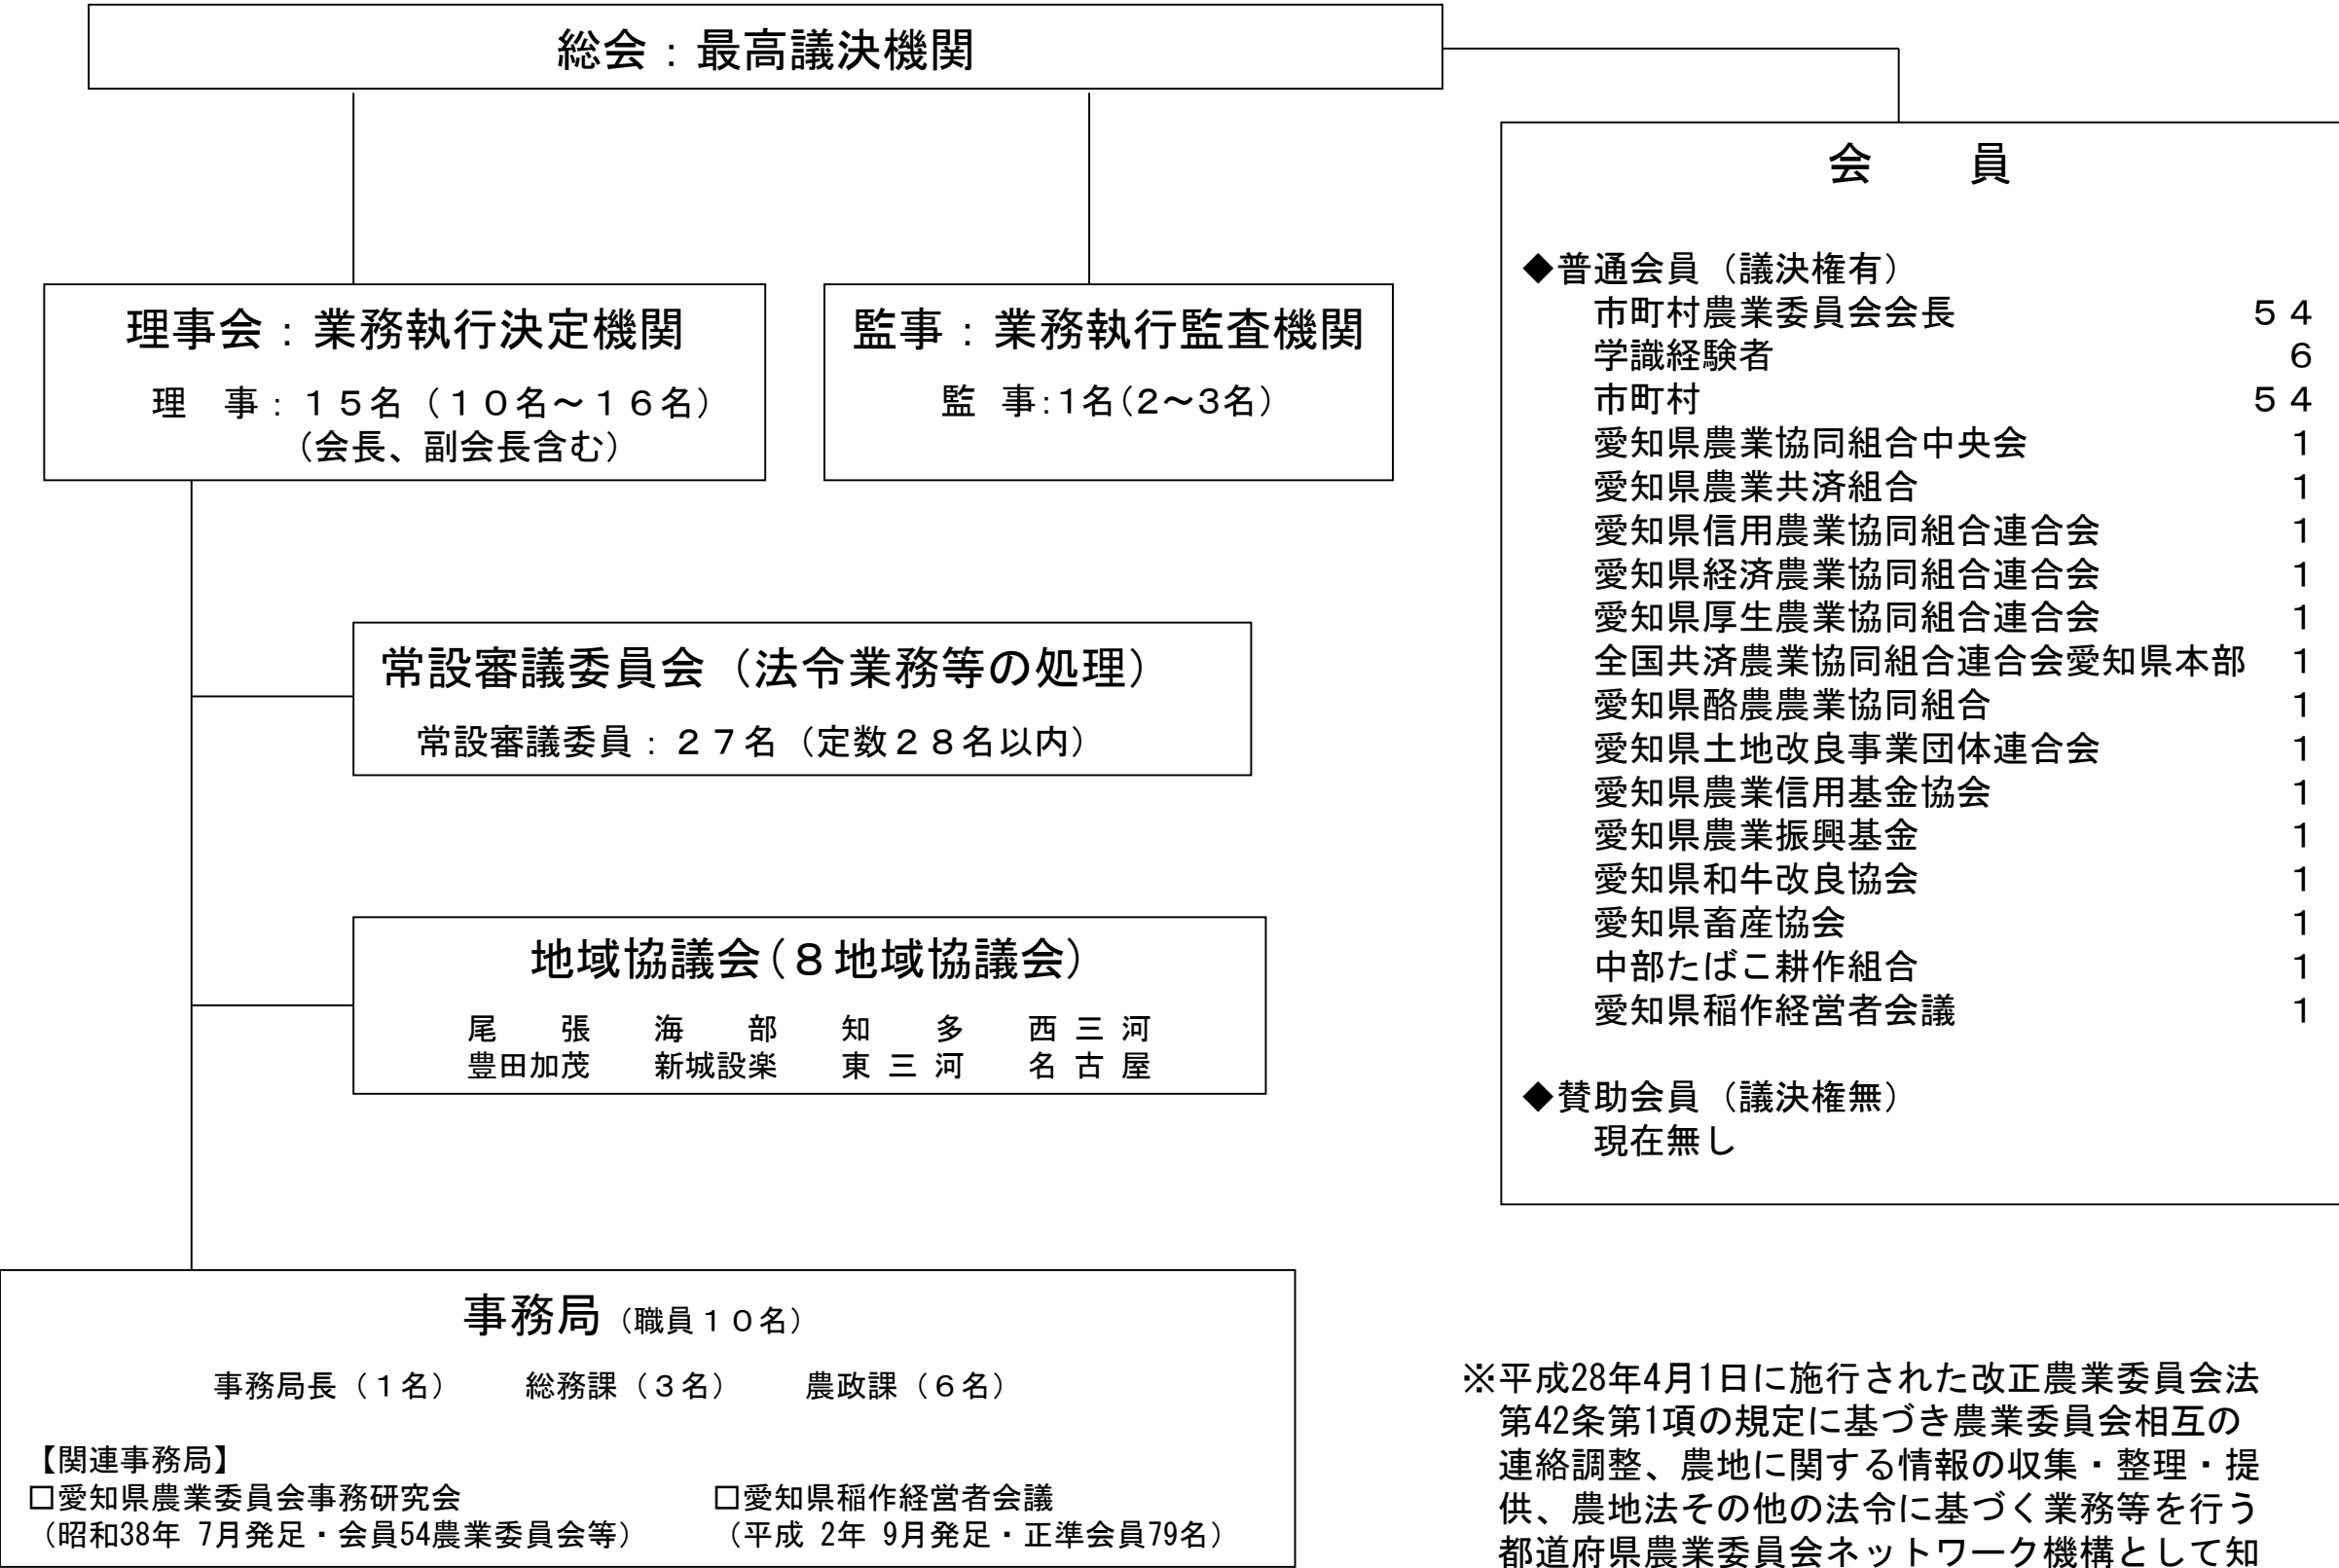 総会：最高議決機関
理事会：業務執行決定機関
理　事：１５名（１０名～１６名）
（会長、副会長含む）
監事：業務執行監査機関
監　事：1名（2～3名）
常設審議委員会（法令業務等の処理）
常設審議委員：２７名（定数２８名以内）
地域協議会（８地域協議会）
尾　　張　　海　　部　　知　　多　　西 三 河
豊田加茂　　新城設楽　　東 三 河　　名 古 屋
事務局（職員１０名）
事務局長（１名）　　総務課（３名）　　農政課（６名）
【関連事務局】
□愛知県農業委員会事務研究会　　□愛知県稲作経営者会議
（昭和38年 7月発足・会員54農業委員会等）　　（平成 2年 9月発足・正準会員79名）
会　員
◆普通会員（議決権有）
市町村農業委員会会長　５４
学識経験者　６
市町村　５４
愛知県農業協同組合中央会　１
愛知県農業共済組合　１
愛知県信用農業協同組合連合会　１
愛知県経済農業協同組合連合会　１
愛知県厚生農業協同組合連合会　１
全国共済農業協同組合連合会愛知県本部　１
愛知県酪農農業協同組合　１
愛知県土地改良事業団体連合会　１
愛知県農業信用基金協会　１
愛知県農業振興基金　１
愛知県和牛改良協会　１
愛知県畜産協会　１
中部たばこ耕作組合　１
愛知県稲作経営者会議　１
◆賛助会員（議決権無）
現在無し
※平成28年4月1日に施行された改正農業委員会法
第42条第1項の規定に基づき農業委員会相互の
連絡調整、農地に関する情報の収集・整理・提
供、農地法その他の法令に基づく業務等を行う
都道府県農業委員会ネットワーク機構として知